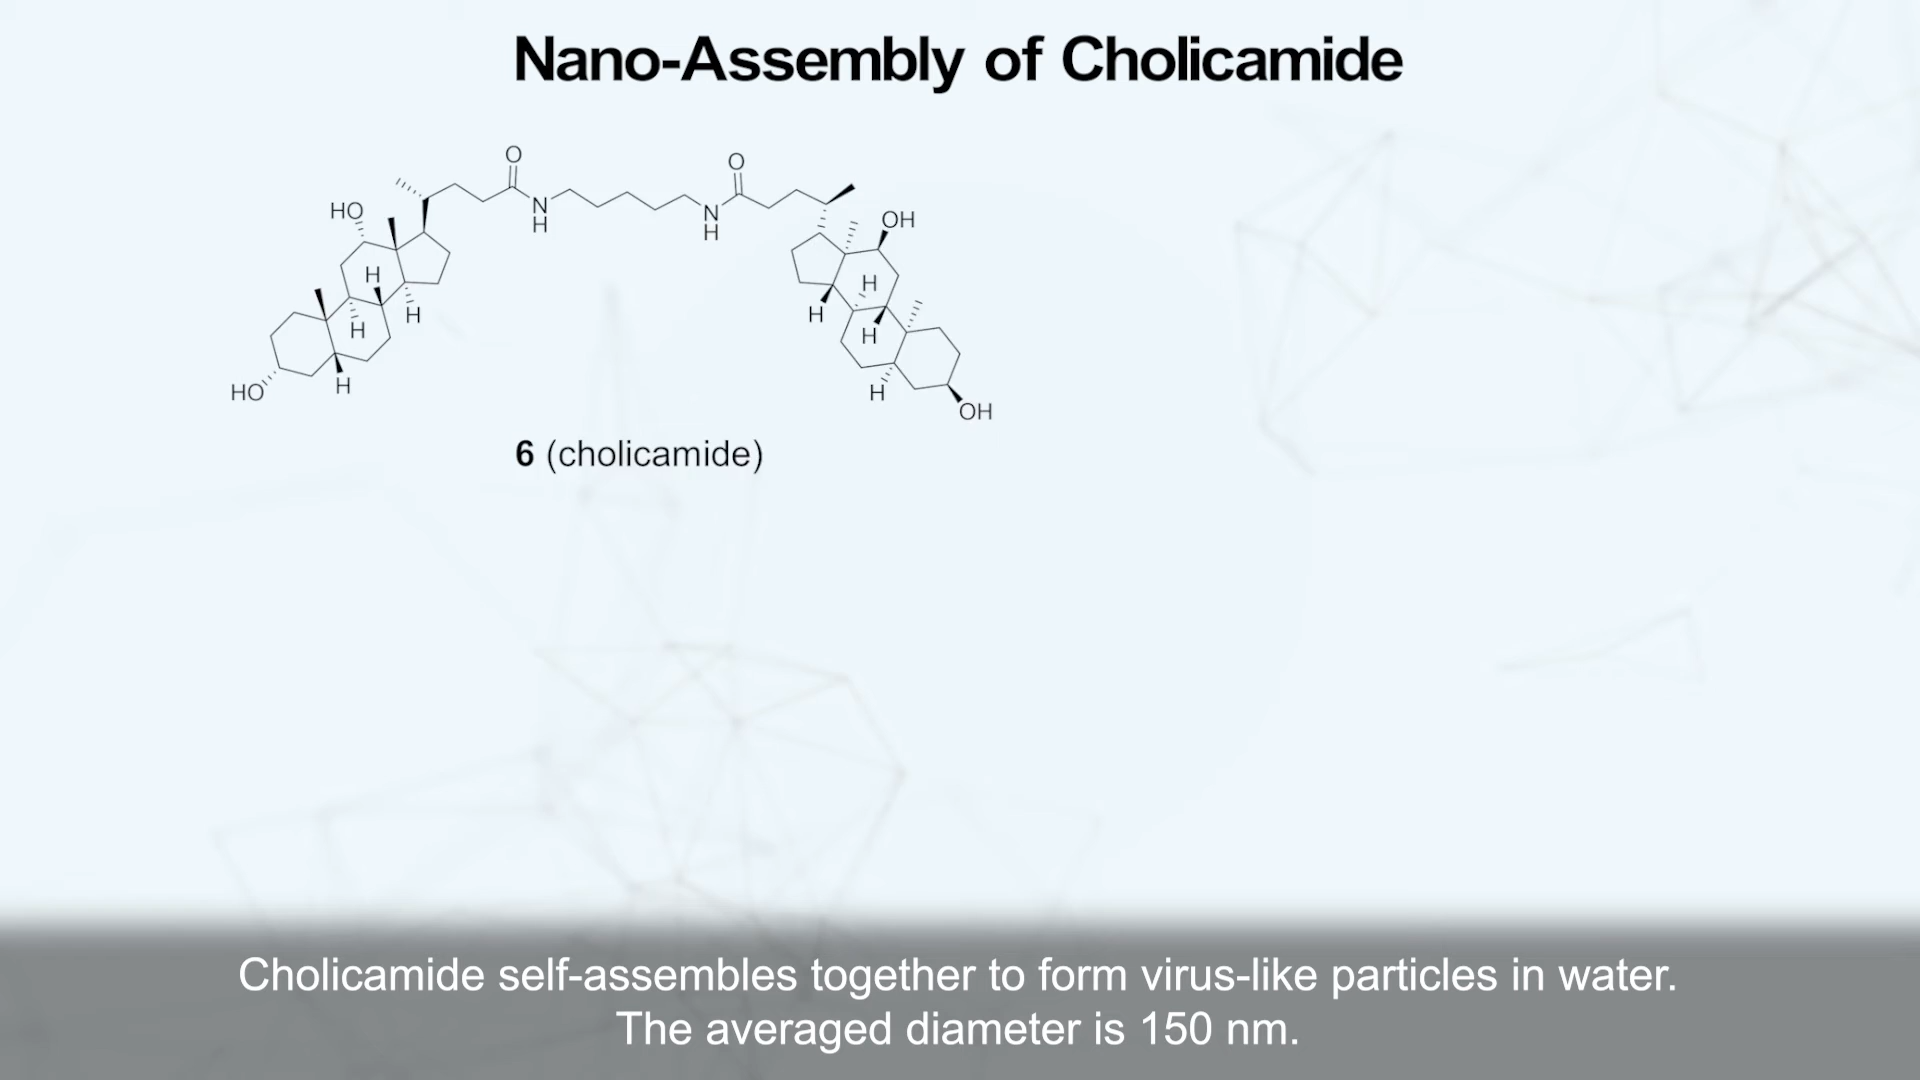 Nano-Assembly of Cholicamide
O
O
HO
N
H
N
H
OH
H
H
H
H
H
H
H
H
HO
OH
6 (cholicamide)
Cholicamide self-assembles together to form virus-like particles in water.
The averaged diameter is 150 nm.